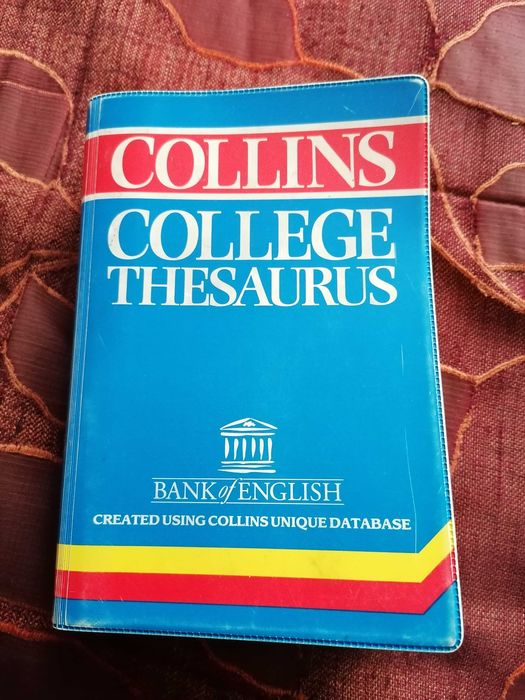 COLLINS
COLLEGE
THESAURUS
BANK of ENGLISH
CREATED USING COLLINS UNIQUE DATABASE